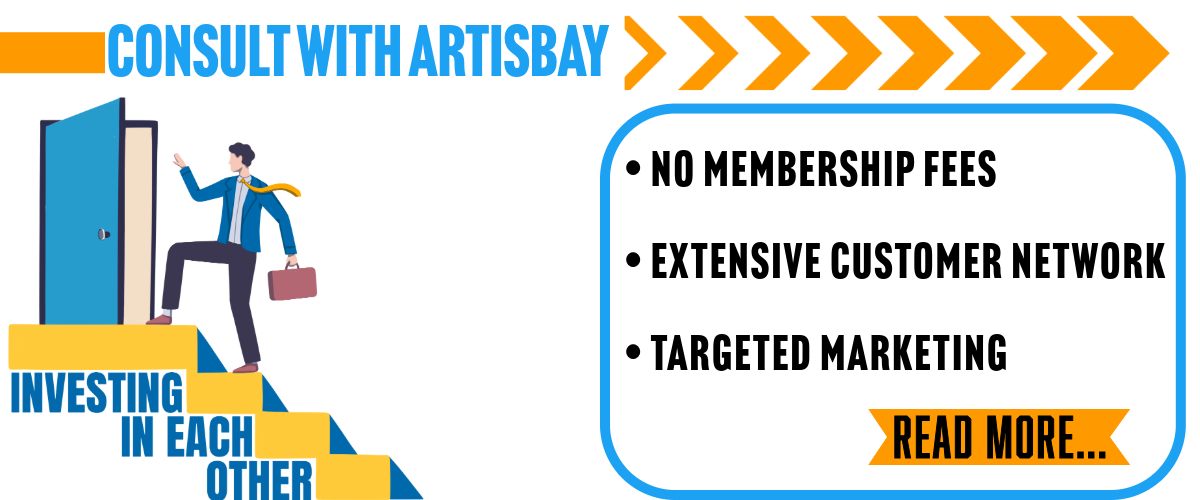 CONSULT WITH ARTISBAY
• NO MEMBERSHIP FEES
• EXTENSIVE CUSTOMER NETWORK
• TARGETED MARKETING
READ MORE...
INVESTING
IN EACH
OTHER